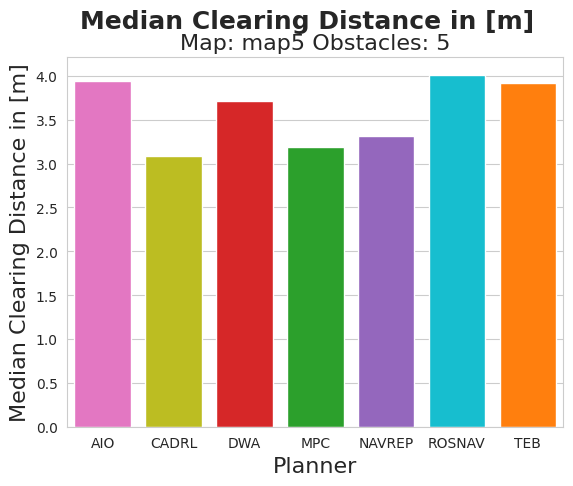 Median Clearing Distance in [m]
Map: map5 Obstacles: 5
Median Clearing Distance in [m]
4.0
3.5
3.0
2.5
2.0
1.5
1.0
0.5
0.0
AIO CADRL DWA MPC NAVREP ROSNAV TEB
Planner